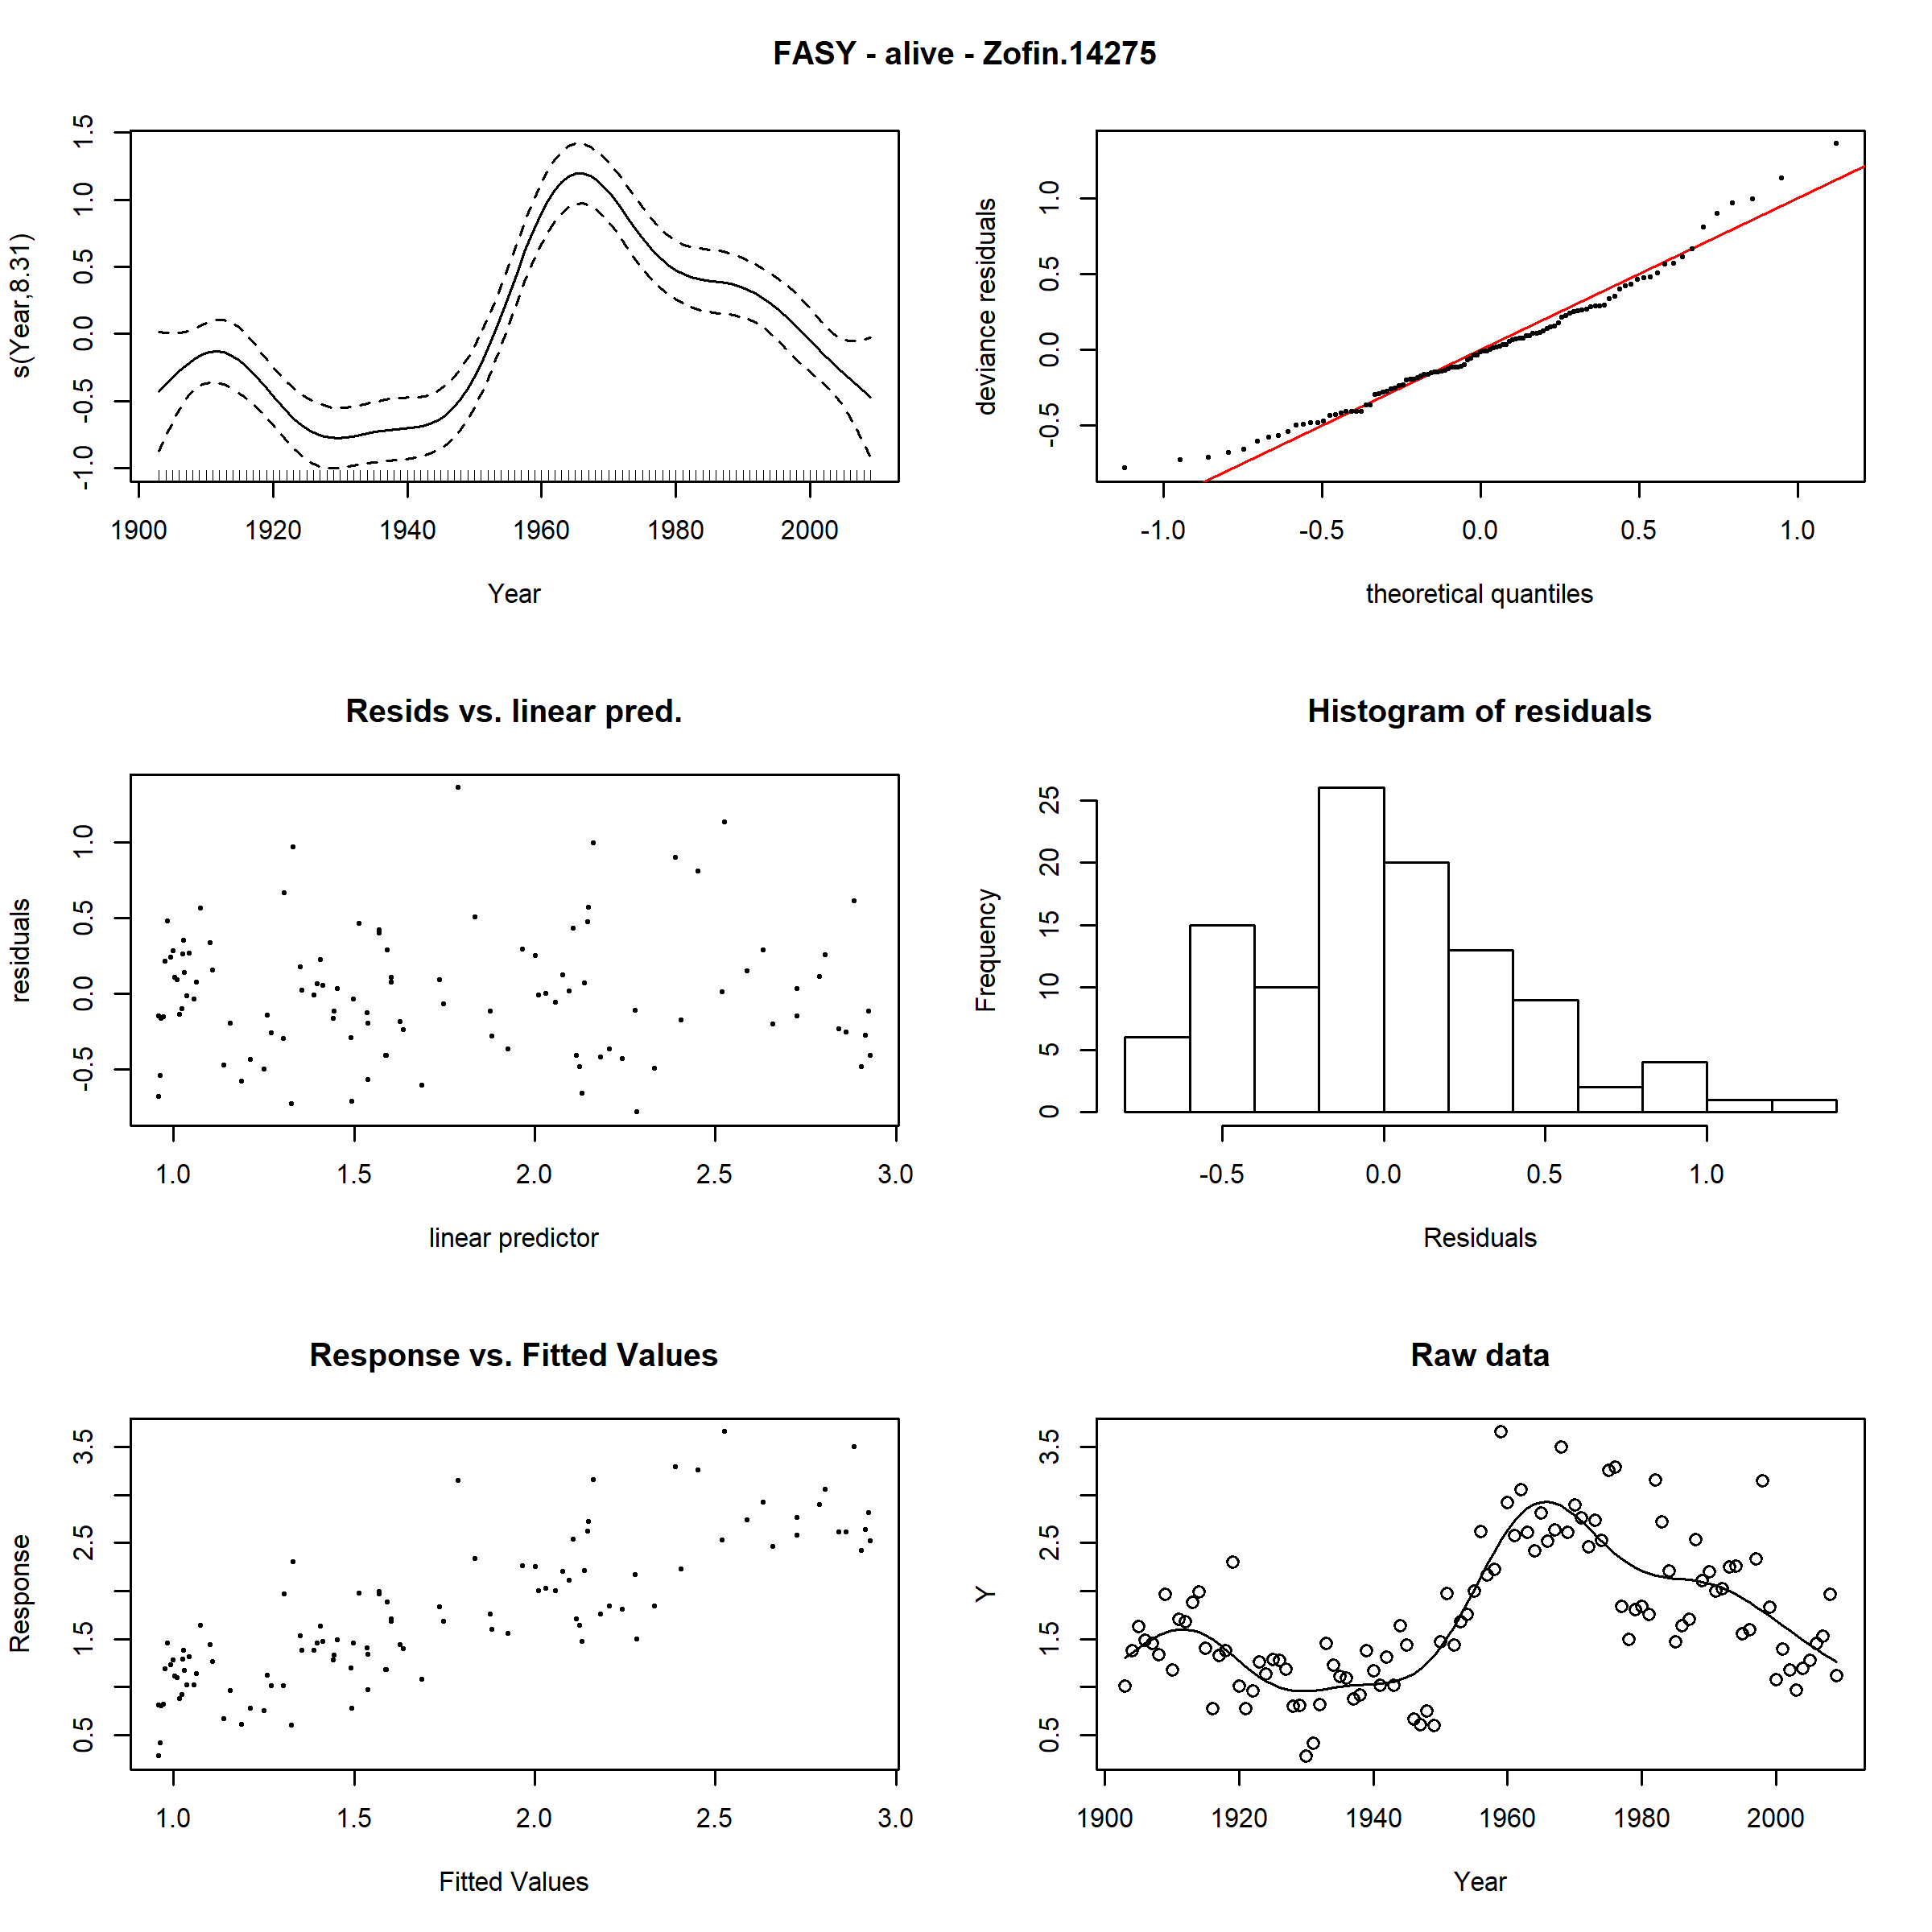 FASY - alive - Zofin.14275
s(Year,8.31)
-1.0 -0.5 0.0 0.5 1.0 1.5
1900 1920 1940 1960 1980 2000
Year
deviance residuals
-0.5 0.0 0.5 1.0
-1.0 -0.5 0.0 0.5 1.0
theoretical quantiles
Resids vs. linear pred.
residuals
-0.5 0.0 0.5 1.0
1.0 1.5 2.0 2.5 3.0
linear predictor
Histogram of residuals
Frequency
0 5 10 15 20 25
-0.5 0.0 0.5 1.0
Residuals
Response vs. Fitted Values
Response
0.5 1.5 2.5 3.5
1.0 1.5 2.0 2.5 3.0
Fitted Values
Raw data
Y
0.5 1.5 2.5 3.5
1900 1920 1940 1960 1980 2000
Year